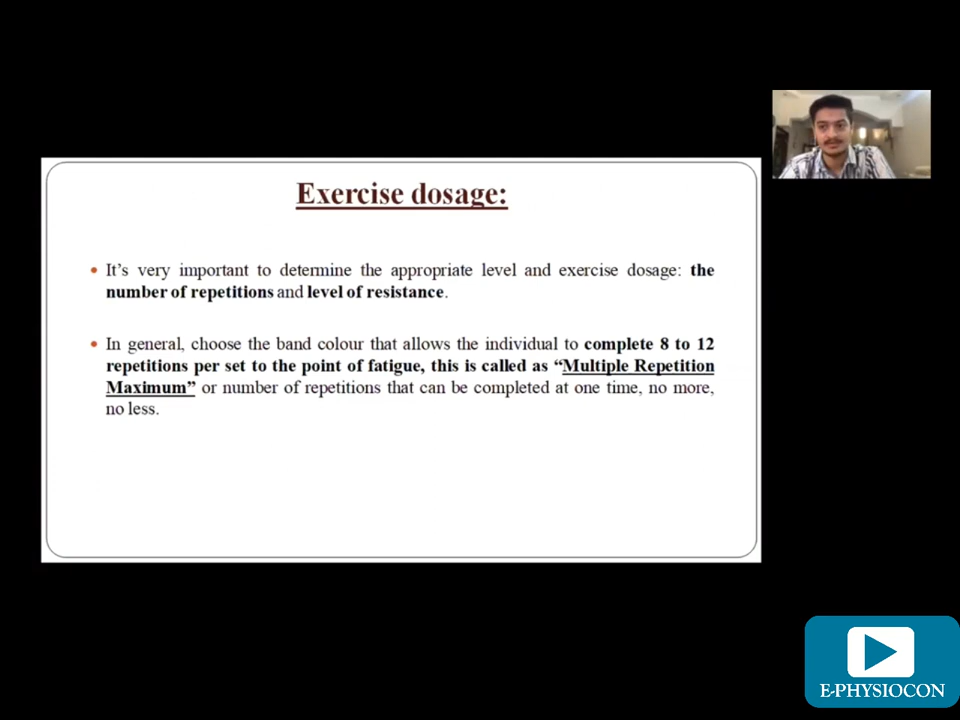 Exercise dosage:
• It's very important to determine the appropriate level and exercise dosage: the
number of repetitions and level of resistance.
• In general, choose the band colour that allows the individual to complete 8 to 12
repetitions per set to the point of fatigue, this is called as “Multiple Repetition
Maximum” or number of repetitions that can be completed at one time, no more,
no less.
E-PHYSIOCON